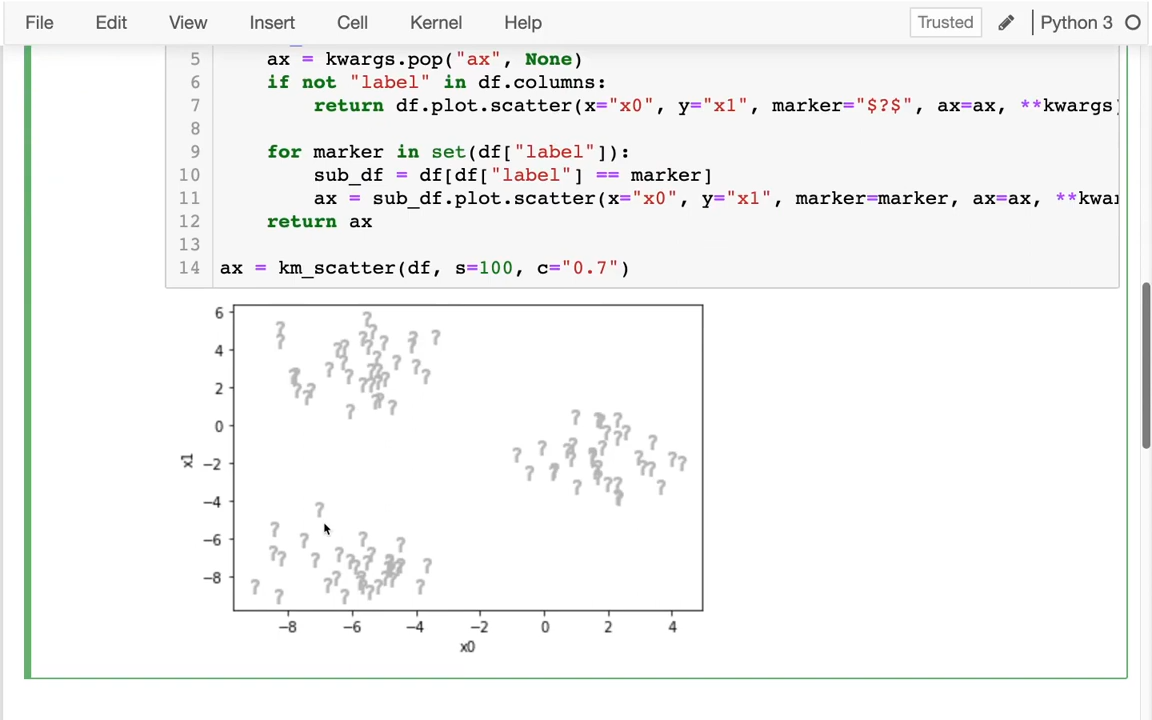 File Edit View Insert Cell Kernel Help Trusted Python 3
5 ax = kwargs.pop("ax", None)
6 if not "label" in df.columns:
7 return df.plot.scatter(x="x0", y="x1", marker="$?$", ax=ax, **kwargs)
8
9 for marker in set(df["label"]):
10 sub_df = df[df["label"] == marker]
11 ax = sub_df.plot.scatter(x="x0", y="x1", marker=marker, ax=ax, **kwar
12 return ax
13
14 ax = km_scatter(df, s=100, c="0.7")
6
4
2
0
−2
−4
−6
−8
x1
−8 −6 −4 −2 0 2 4
x0